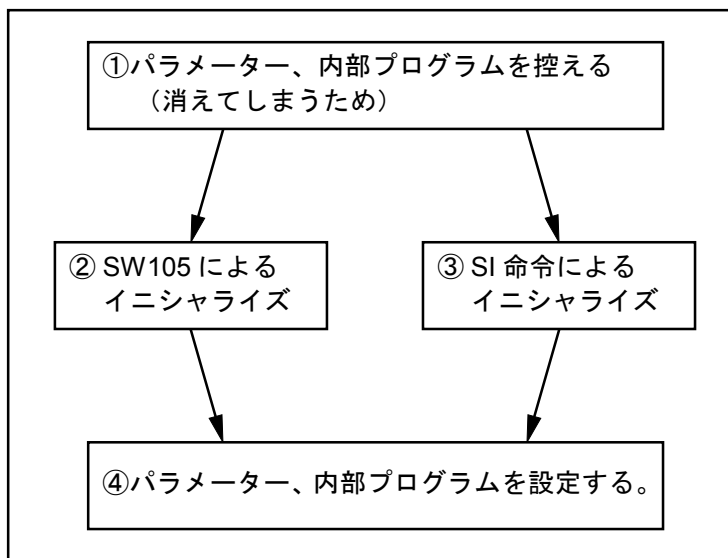 ①パラメーター、内部プログラムを控える
（消えてしまうため）
② SW105 による
イニシャライズ
③ SI 命令による
イニシャライズ
④パラメーター、内部プログラムを設定する。